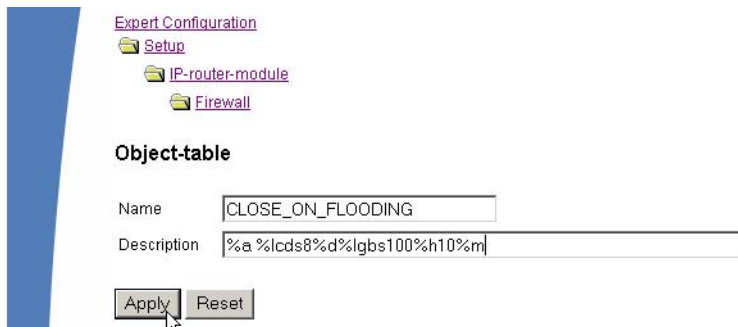 Expert Configuration
Setup
IP-router-module
Firewall
Object-table
Name CLOSE_ON_FLOODING
Description %a %lcds8%d%lgbs100%h10%m
Apply Reset